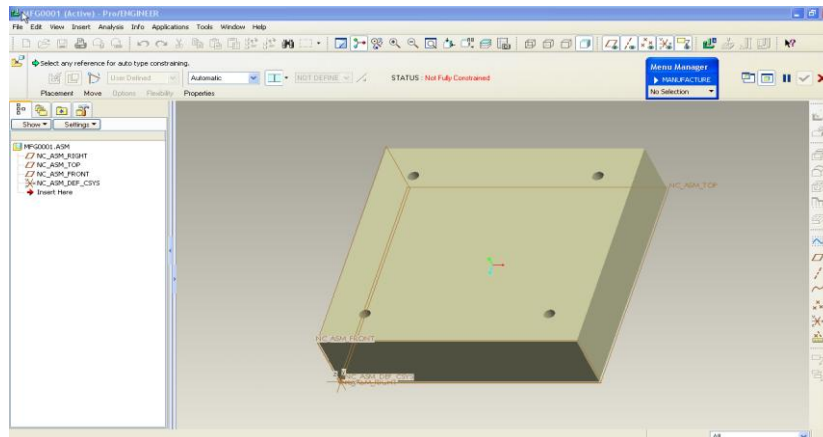 MFG0001 (Active) - Pro/ENGINEER
File Edit View Insert Analysis Info Applications Tools Window Help
Select any reference for auto type constraining.
User Defined Automatic NOT DEFINE STATUS : Not Fully Constrained
Placement Move Options Flexibility Properties
Menu Manager
MANUFACTURE
No Selection
Show Settings
MFG0001.ASM
NC_ASM_RIGHT
NC_ASM_TOP
NC_ASM_FRONT
NC_ASM_DEF_CSYS
Insert Here
NC_ASM_TOP
NC_ASM_FRONT
NC_ASM_DEF_CSYS
NC_ASM_RIGHT
All